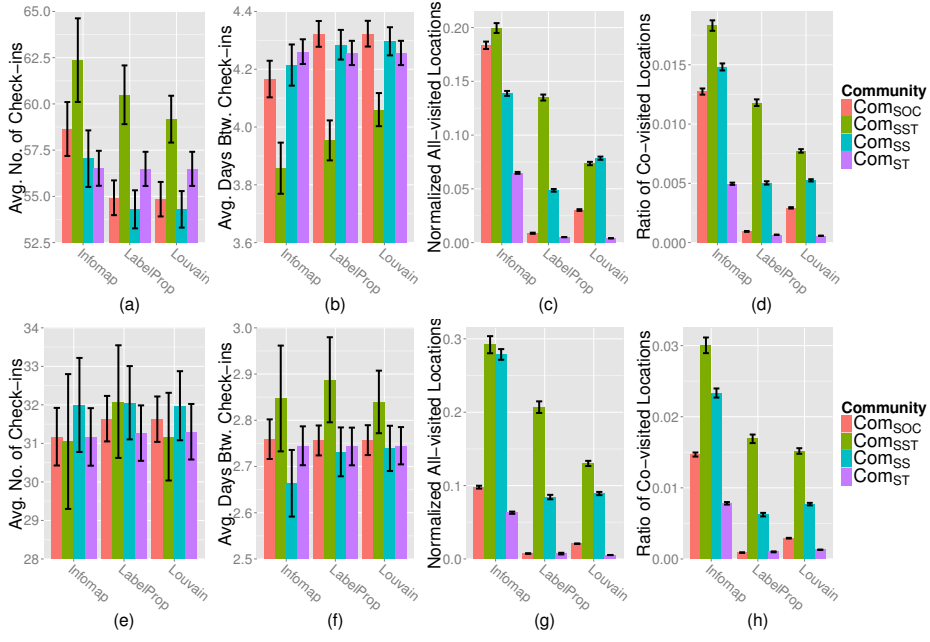 Avg. No. of Check−ins
65.0
62.5
60.0
57.5
55.0
52.5
Infomap
LabelProp
Louvain
(a)
Avg. Days Btw. Check−ins
4.4
4.2
4.0
3.8
3.6
Infomap
LabelProp
Louvain
(b)
Normalized All−visited Locations
0.20
0.15
0.10
0.05
0.00
Infomap
LabelProp
Louvain
(c)
Ratio of Co−visited Locations
0.015
0.010
0.005
0.000
Infomap
LabelProp
Louvain
(d)
Community
ComSOC
ComSST
ComSS
ComST
Avg. No. of Check−ins
34
33
32
31
30
29
28
Infomap
LabelProp
Louvain
(e)
Avg. Days Btw. Check−ins
3.0
2.9
2.8
2.7
2.6
2.5
Infomap
LabelProp
Louvain
(f)
Normalized All−visited Locations
0.3
0.2
0.1
0.0
Infomap
LabelProp
Louvain
(g)
Ratio of Co−visited Locations
0.03
0.02
0.01
0.00
Infomap
LabelProp
Louvain
(h)
Community
ComSOC
ComSST
ComSS
ComST